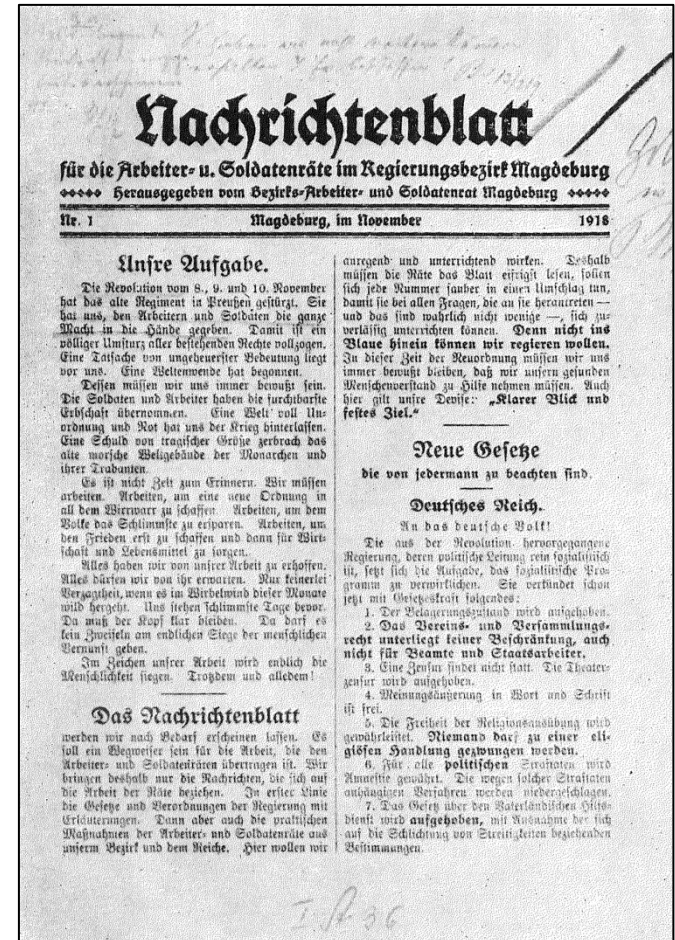 Nachrichtenblatt
für die Arbeiter- u. Soldatenräte im Regierungsbezirk Magdeburg
Herausgegeben vom Bezirks-Arbeiter- und Soldatenrat Magdeburg
Nr. 1 Magdeburg, im November 1918
Unsre Aufgabe.
Die Revolution vom 8., 9. und 10. November
hat das alte Regiment in Preußen gestürzt. Sie
hat uns, den Arbeitern und Soldaten die ganze
Macht in die Hände gegeben. Damit ist ein
völliger Umsturz aller bestehenden Rechte vollzogen.
Eine Tatsache von ungeheuerster Bedeutung liegt
vor uns. Eine Weltenwende hat begonnen.
Dessen müssen wir uns immer bewußt sein.
Die Soldaten und Arbeiter haben die furchtbarste
Erbschaft übernommen. Eine Welt voll Un-
ordnung und Not hat uns der Krieg hinterlassen.
Eine Schuld von tragischer Größe zerbrach das
alte morsche Weltgebäude der Monarchen und
ihrer Trabanten.
Es ist nicht Zeit zum Erinnern. Wir müssen
arbeiten. Arbeiten, um eine neue Ordnung in
all dem Wirrwarr zu schaffen. Arbeiten, um dem
Volke das Schlimmste zu ersparen. Arbeiten, um
den Frieden erst zu schaffen und dann für Wirt-
schaft und Lebensmittel zu sorgen.
Alles haben wir von unsrer Arbeit zu erhoffen.
Alles dürfen wir von ihr erwarten. Nur keinerlei
Verzagtheit, wenn es im Wirbelwind dieser Monate
wild hergeht. Uns stehen schlimmste Tage bevor.
Da muß der Kopf klar bleiben. Da darf es
kein Zweifeln am endlichen Siege der menschlichen
Vernunft geben.
Im Zeichen unsrer Arbeit wird endlich die
Menschlichkeit siegen. Trotzdem und alledem!
Das Nachrichtenblatt
werden wir nach Bedarf erscheinen lassen. Es
soll ein Wegweiser sein für die Arbeit, die den
Arbeiter- und Soldatenräten übertragen ist. Wir
bringen deshalb nur die Nachrichten, die sich auf
die Arbeit der Räte beziehen. In erster Linie
die Gesetze und Verordnungen der Regierung mit
Erläuterungen. Dann aber auch die praktischen
Maßnahmen der Arbeiter- und Soldatenräte aus
unserm Bezirk und dem Reiche. Hier wollen wir
anregend und unterrichtend wirken. Deshalb
müssen die Räte das Blatt eifrigst lesen, sollen
sich jede Nummer sauber in einen Umschlag tun,
damit sie bei allen Fragen, die an sie herantreten —
und das sind wahrlich nicht wenige —, sich zu-
verlässig unterrichten können. Denn nicht ins
Blaue hinein können wir regieren wollen.
In dieser Zeit der Neuordnung müssen wir uns
immer bewußt bleiben, daß wir unsern gesunden
Menschenverstand zu Hilfe nehmen müssen. Auch
hier gilt unsre Devise: „Klarer Blick und
festes Ziel.“
Neue Gesetze
die von jedermann zu beachten sind.
Deutsches Reich.
An das deutsche Volk!
Die aus der Revolution hervorgegangene
Regierung, deren politische Leitung rein sozialistisch
ist, setzt sich die Aufgabe, das sozialistische Pro-
gramm zu verwirklichen. Sie verkündet schon
jetzt mit Gesetzeskraft folgendes:
1. Der Belagerungszustand wird aufgehoben.
2. Das Vereins- und Versammlungs-
recht unterliegt keiner Beschränkung, auch
nicht für Beamte und Staatsarbeiter.
3. Eine Zensur findet nicht statt. Die Theater-
zensur wird aufgehoben.
4. Meinungsäußerung in Wort und Schrift
ist frei.
5. Die Freiheit der Religionsausübung wird
gewährleistet. Niemand darf zu einer eli-
giösen Handlung gezwungen werden.
6. Für alle politischen Straftaten wird
Amnestie gewährt. Die wegen solcher Straftaten
anhängigen Verfahren werden niedergeschlagen.
7. Das Gesetz über den Vaterländischen Hilfs-
dienst wird aufgehoben, mit Ausnahme der sich
auf die Schlichtung von Streitigkeiten beziehenden
Bestimmungen.